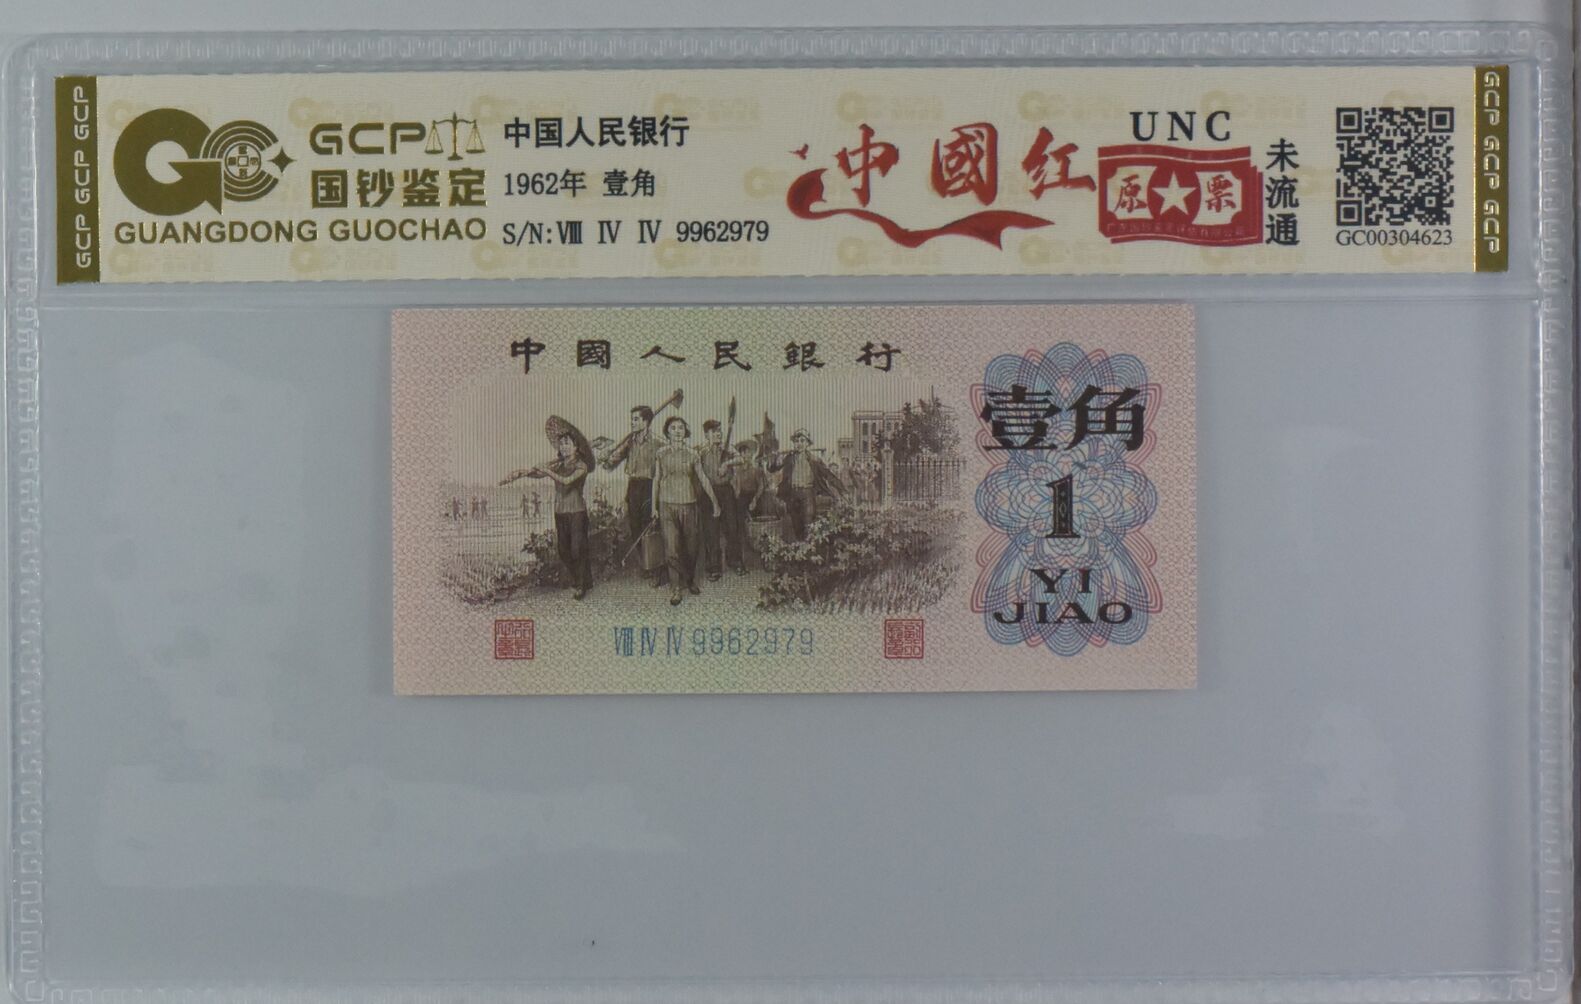 GCP GCP GCP
GCP
国钞鉴定
GUANGDONG GUOCHAO
中国人民银行
1962年 壹角
S/N:Ⅷ Ⅳ Ⅳ 9962979
中國红
UNC
原票
未流通
GC00304623
GCP GCP GCP
中國人民銀行
壹角
1
YI
JIAO
Ⅷ Ⅳ Ⅳ 9962979